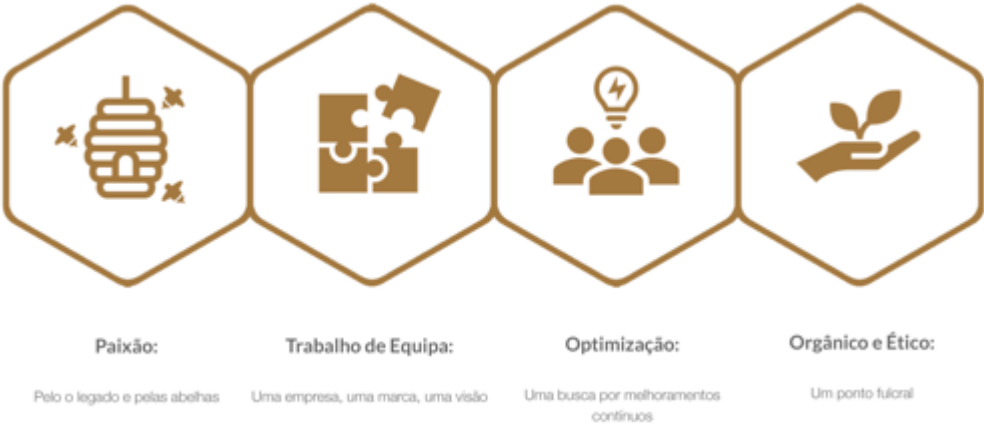 Paixão:
Pelo o legado e pelas abelhas
Trabalho de Equipa:
Uma empresa, uma marca, uma visão
Optimização:
Uma busca por melhoramentos
contínuos
Orgânico e Ético:
Um ponto fulcral